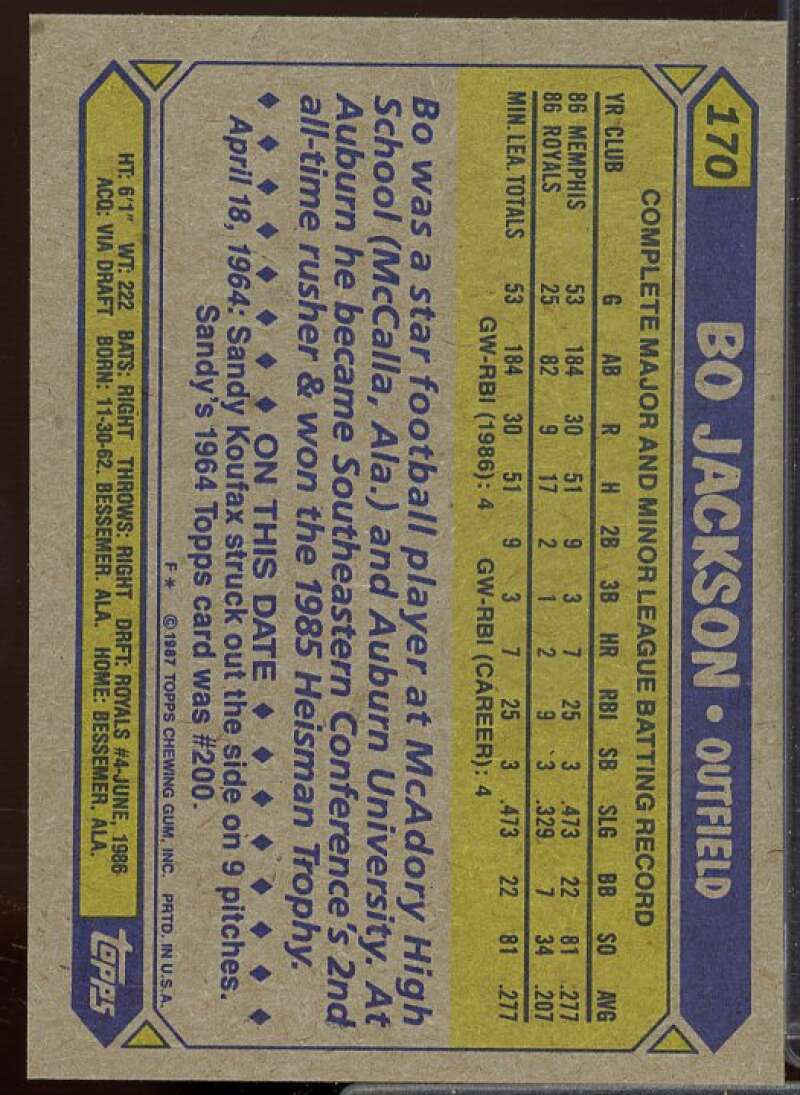 170 BO JACKSON • OUTFIELD
COMPLETE MAJOR AND MINOR LEAGUE BATTING RECORD
YR CLUB G AB R H 2B 3B HR RBI SB SLG BB SO AVG
86 MEMPHIS 53 184 30 51 9 3 7 25 3 .473 22 81 .277
86 ROYALS 25 82 9 17 2 1 2 9 3 .329 7 34 .207
MIN. LEA. TOTALS 53 184 30 51 9 3 7 25 3 .473 22 81 .277
GW-RBI (1986): 4 GW-RBI (CAREER): 4
Bo was a star football player at McAdory High
School (McCalla, Ala.) and Auburn University. At
Auburn he became Southeastern Conference's 2nd
all-time rusher & won the 1985 Heisman Trophy.
◆ ◆ ◆ ◆ ◆ ◆ ◆ ON THIS DATE ◆ ◆ ◆ ◆ ◆ ◆ ◆
April 18, 1964: Sandy Koufax struck out the side on 9 pitches.
Sandy's 1964 Topps card was #200.
F* © 1987 TOPPS CHEWING GUM, INC. PRTD. IN U.S.A.
HT: 6'1" WT: 222 BATS: RIGHT THROWS: RIGHT DRFT: ROYALS #4-JUNE, 1986
ACQ: VIA DRAFT BORN: 11-30-62, BESSEMER, ALA. HOME: BESSEMER, ALA.
topps